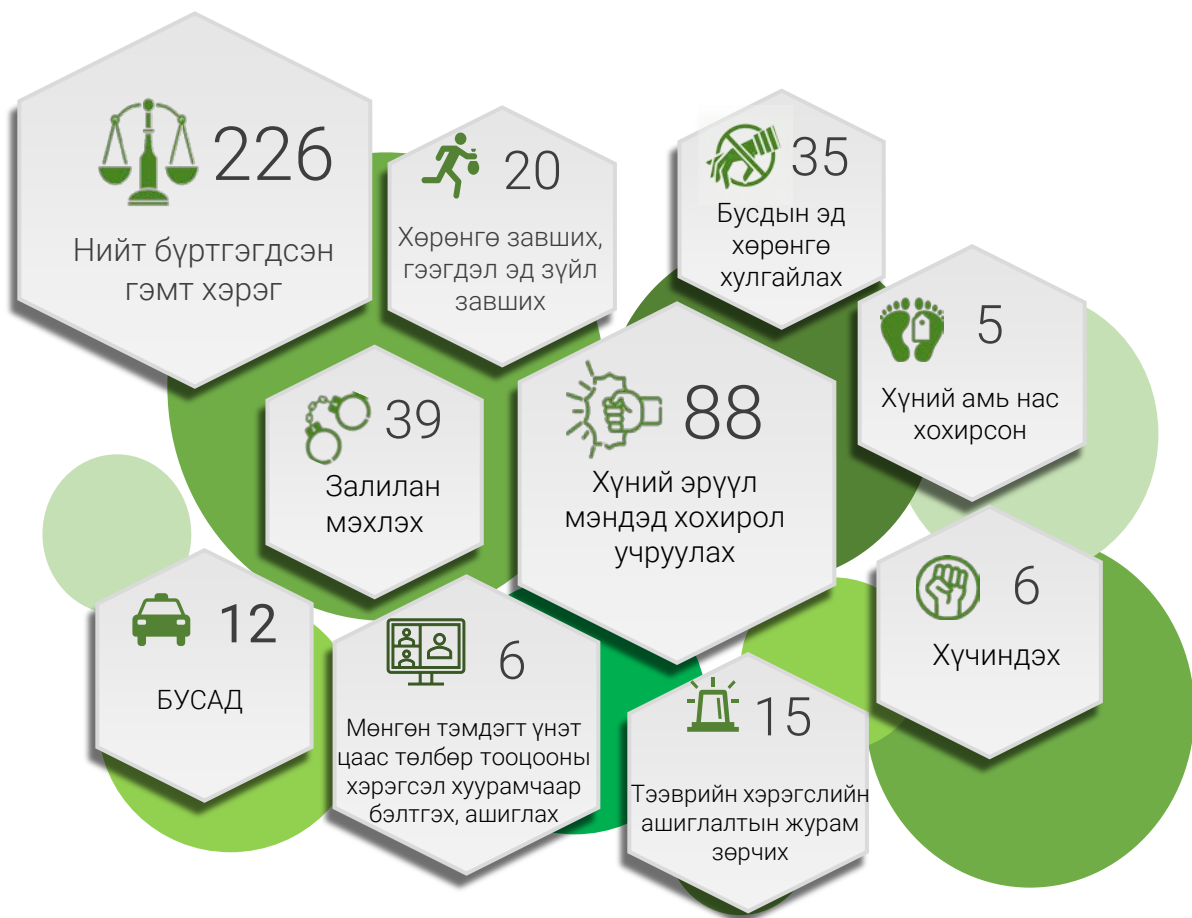 226
Нийт бүртгэгдсэн
гэмт хэрэг
20
Хөрөнгө завших,
гээгдэл эд зүйл
завших
35
Бусдын эд
хөрөнгө
хулгайлах
5
Хүний амь нас
хохирсон
39
Залилан
мэхлэх
88
Хүний эрүүл
мэндэд хохирол
учруулах
6
Хүчиндэх
12
БУСАД
6
Мөнгөн тэмдэгт үнэт
цаас төлбөр тооцооны
хэрэгсэл хуурамчаар
бэлтгэх, ашиглах
15
Тээврийн хэрэгслийн
ашиглалтын журам
зөрчих